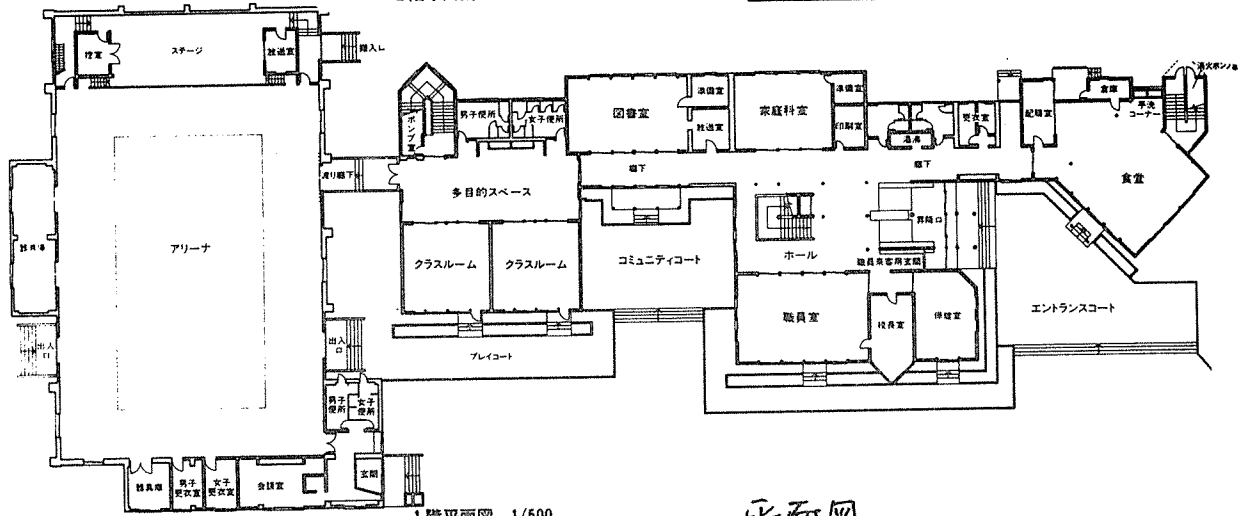 控室
ステージ
放送室
搬入口
アリーナ
器具庫
出入口
渡り廊下
ポンプ室
男子便所
女子便所
多目的スペース
クラスルーム
クラスルーム
プレイコート
出入口
男子便所
女子便所
器具庫
男子更衣室
女子更衣室
会議室
玄関
図書室
準備室
放送室
家庭科室
準備室
印刷室
廊下
湯沸
更衣室
廊下
配膳室
倉庫
手洗コーナー
消火ポンプ室
食堂
コミュニティコート
ホール
昇降口
職員来客用玄関
職員室
校長室
保健室
エントランスコート
1階平面図 1/500
平面図